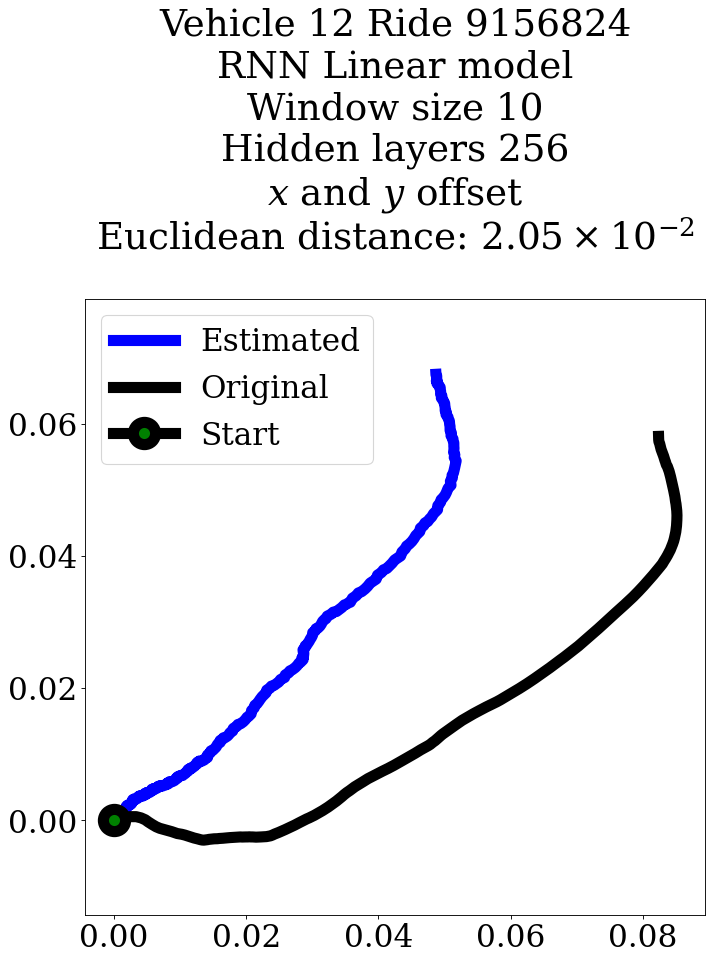 Vehicle 12 Ride 9156824
RNN Linear model
Window size 10
Hidden layers 256
x and y offset
Euclidean distance: 2.05 × 10⁻²
Estimated
Original
Start
0.06
0.04
0.02
0.00
0.00 0.02 0.04 0.06 0.08